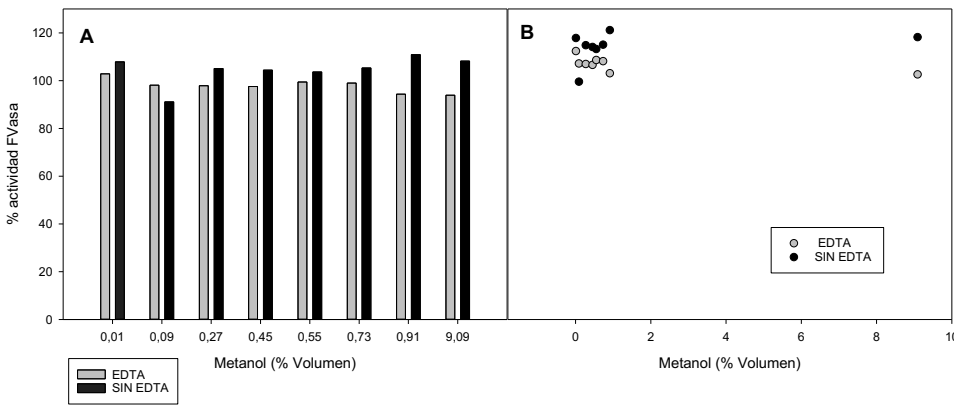 A
B
% actividad FVasa
120
100
80
60
40
20
0
0,01 0,09 0,27 0,45 0,55 0,73 0,91 9,09
Metanol (% Volumen)
EDTA
SIN EDTA
EDTA
SIN EDTA
0 2 4 6 8 10
Metanol (% Volumen)